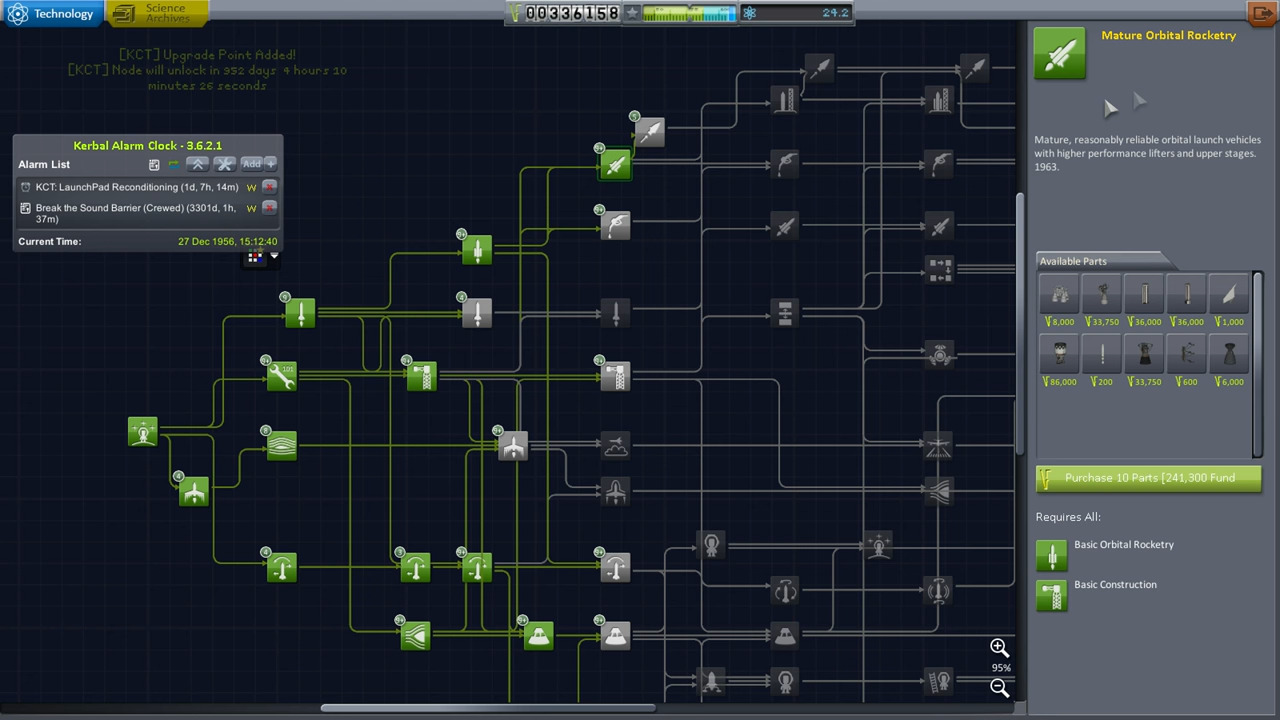 Technology
Science
Archives
00336158
24.2
[KCT] Upgrade Point Added!
[KCT] Node will unlock in 952 days 4 hours 10
minutes 26 seconds
Kerbal Alarm Clock - 3.6.2.1
Alarm List
Add
+
KCT: LaunchPad Reconditioning (1d, 7h, 14m)
W
Break the Sound Barrier (Crewed) (3301d, 1h,
37m)
W
Current Time:
27 Dec 1956, 15:12:40
101
95%
Mature Orbital Rocketry
Mature, reasonably reliable orbital launch vehicles
with higher performance lifters and upper stages.
1963.
Available Parts
8,000
33,750
36,000
36,000
1,000
86,000
200
33,750
600
6,000
Purchase 10 Parts [241,300 Fund
Requires All:
Basic Orbital Rocketry
Basic Construction